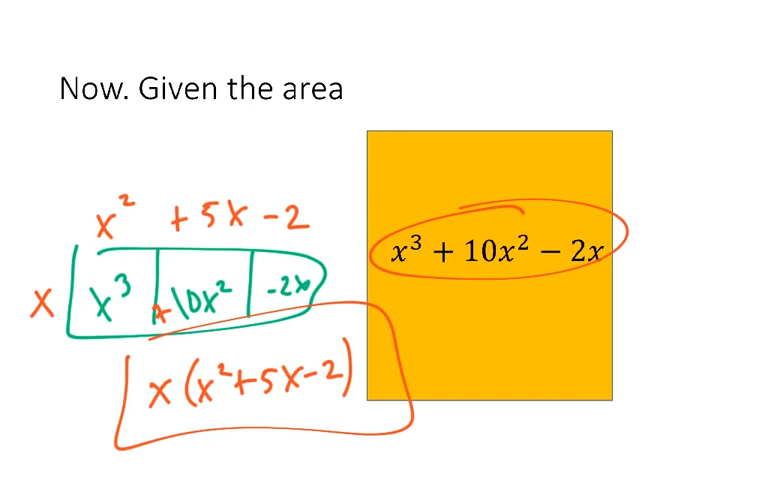 Now. Given the area
x² + 5x - 2
x x³ + 10x² - 2x
x(x² + 5x - 2)
x³ + 10x² − 2x